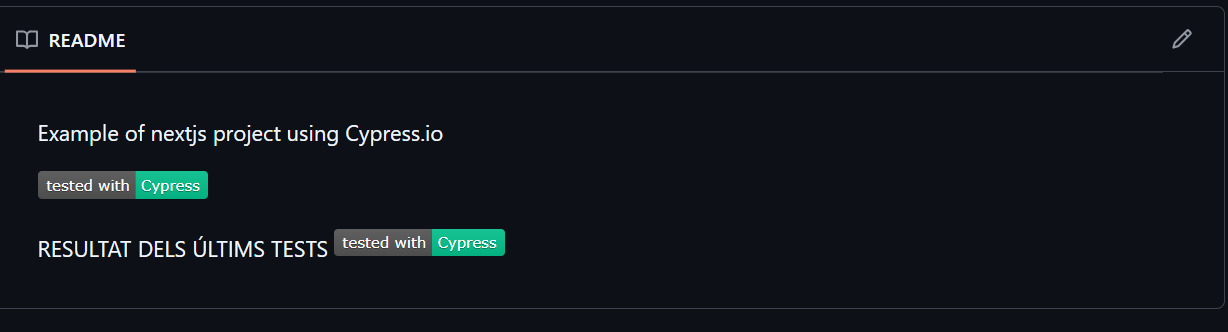 README
Example of nextjs project using Cypress.io
tested with Cypress
RESULTAT DELS ÚLTIMS TESTS tested with Cypress